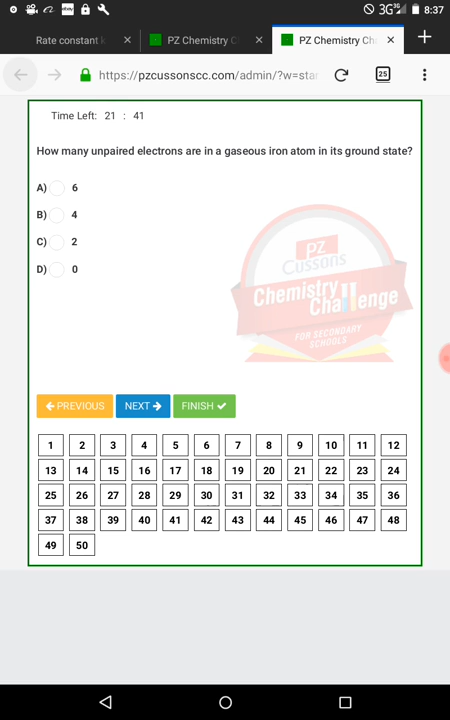 3G 3G 8:37
Rate constant k
PZ Chemistry C
PZ Chemistry Ch
https://pzcussonscc.com/admin/?w=star
25
Time Left: 21 : 41
How many unpaired electrons are in a gaseous iron atom in its ground state?
A) 6
B) 4
C) 2
D) 0
PZ
Cussons
Chemistry
Challenge
FOR SECONDARY
SCHOOLS
PREVIOUS NEXT FINISH
1 2 3 4 5 6 7 8 9 10 11 12
13 14 15 16 17 18 19 20 21 22 23 24
25 26 27 28 29 30 31 32 33 34 35 36
37 38 39 40 41 42 43 44 45 46 47 48
49 50